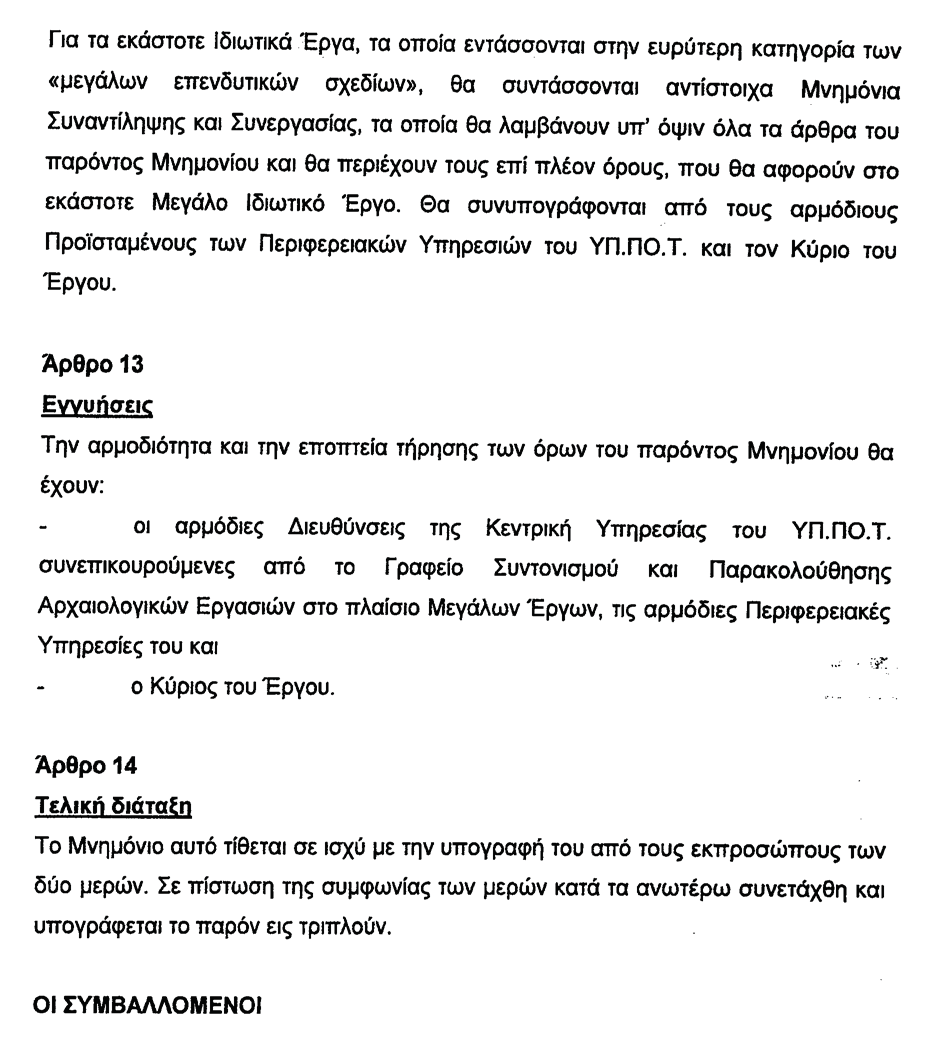 Για τα εκάστοτε Ιδιωτικά Έργα, τα οποία εντάσσονται στην ευρύτερη κατηγορία των
«μεγάλων επενδυτικών σχεδίων», θα συντάσσονται αντίστοιχα Μνημόνια
Συναντίληψης και Συνεργασίας, τα οποία θα λαμβάνουν υπ’ όψιν όλα τα άρθρα του
παρόντος Μνημονίου και θα περιέχουν τους επί πλέον όρους, που θα αφορούν στο
εκάστοτε Μεγάλο Ιδιωτικό Έργο. Θα συνυπογράφονται από τους αρμόδιους
Προϊσταμένους των Περιφερειακών Υπηρεσιών του ΥΠ.ΠΟ.Τ. και τον Κύριο του
Έργου.
Άρθρο 13
Εγγυήσεις
Την αρμοδιότητα και την εποπτεία τήρησης των όρων του παρόντος Μνημονίου θα
έχουν:
- οι αρμόδιες Διευθύνσεις της Κεντρική Υπηρεσίας του ΥΠ.ΠΟ.Τ.
συνεπικουρούμενες από το Γραφείο Συντονισμού και Παρακολούθησης
Αρχαιολογικών Εργασιών στο πλαίσιο Μεγάλων Έργων, τις αρμόδιες Περιφερειακές
Υπηρεσίες του και
- ο Κύριος του Έργου.
Άρθρο 14
Τελική διάταξη
Το Μνημόνιο αυτό τίθεται σε ισχύ με την υπογραφή του από τους εκπροσώπους των
δύο μερών. Σε πίστωση της συμφωνίας των μερών κατά τα ανωτέρω συνετάχθη και
υπογράφεται το παρόν εις τριπλούν.
ΟΙ ΣΥΜΒΑΛΛΟΜΕΝΟΙ